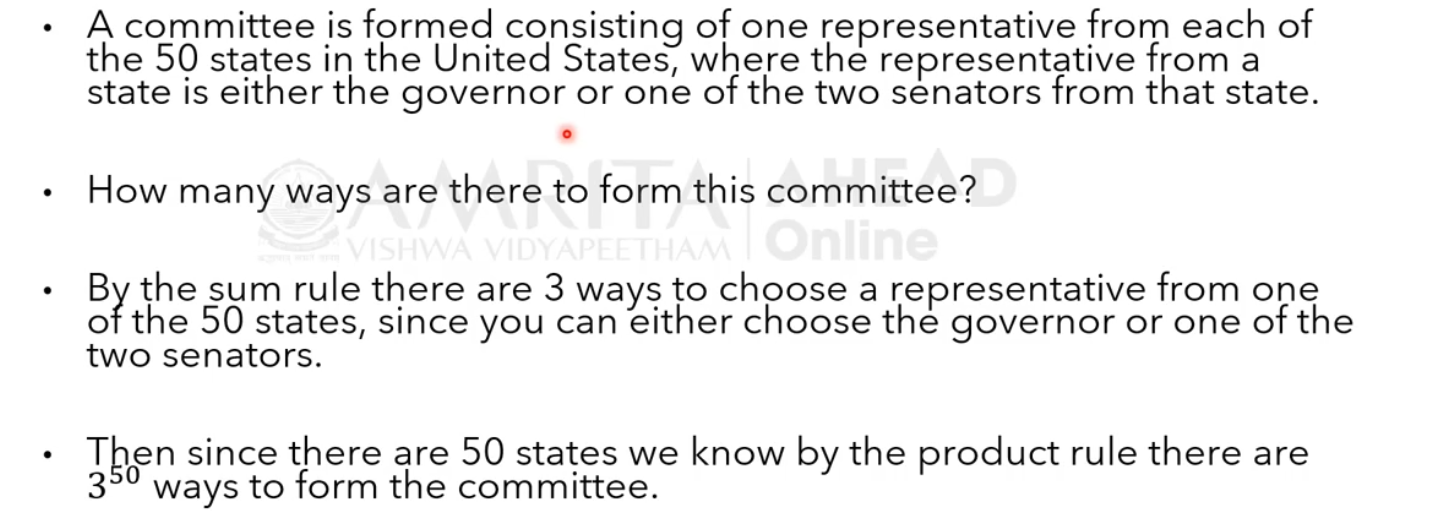 • A committee is formed consisting of one representative from each of
the 50 states in the United States, where the representative from a
state is either the governor or one of the two senators from that state.
• How many ways are there to form this committee?
AMRITA AHEAD
VISHWA VIDYAPEETHAM Online
• By the sum rule there are 3 ways to choose a representative from one
of the 50 states, since you can either choose the governor or one of the
two senators.
• Then since there are 50 states we know by the product rule there are
3⁵⁰ ways to form the committee.